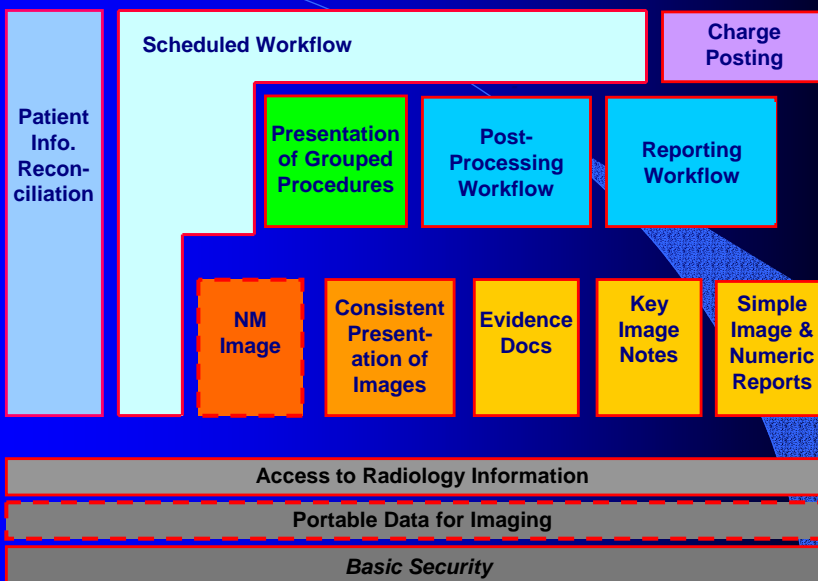 Scheduled Workflow
Charge
Posting
Patient
Info.
Recon-
ciliation
Presentation
of Grouped
Procedures
Post-
Processing
Workflow
Reporting
Workflow
NM
Image
Consistent
Present-
ation of
Images
Evidence
Docs
Key
Image
Notes
Simple
Image &
Numeric
Reports
Access to Radiology Information
Portable Data for Imaging
Basic Security